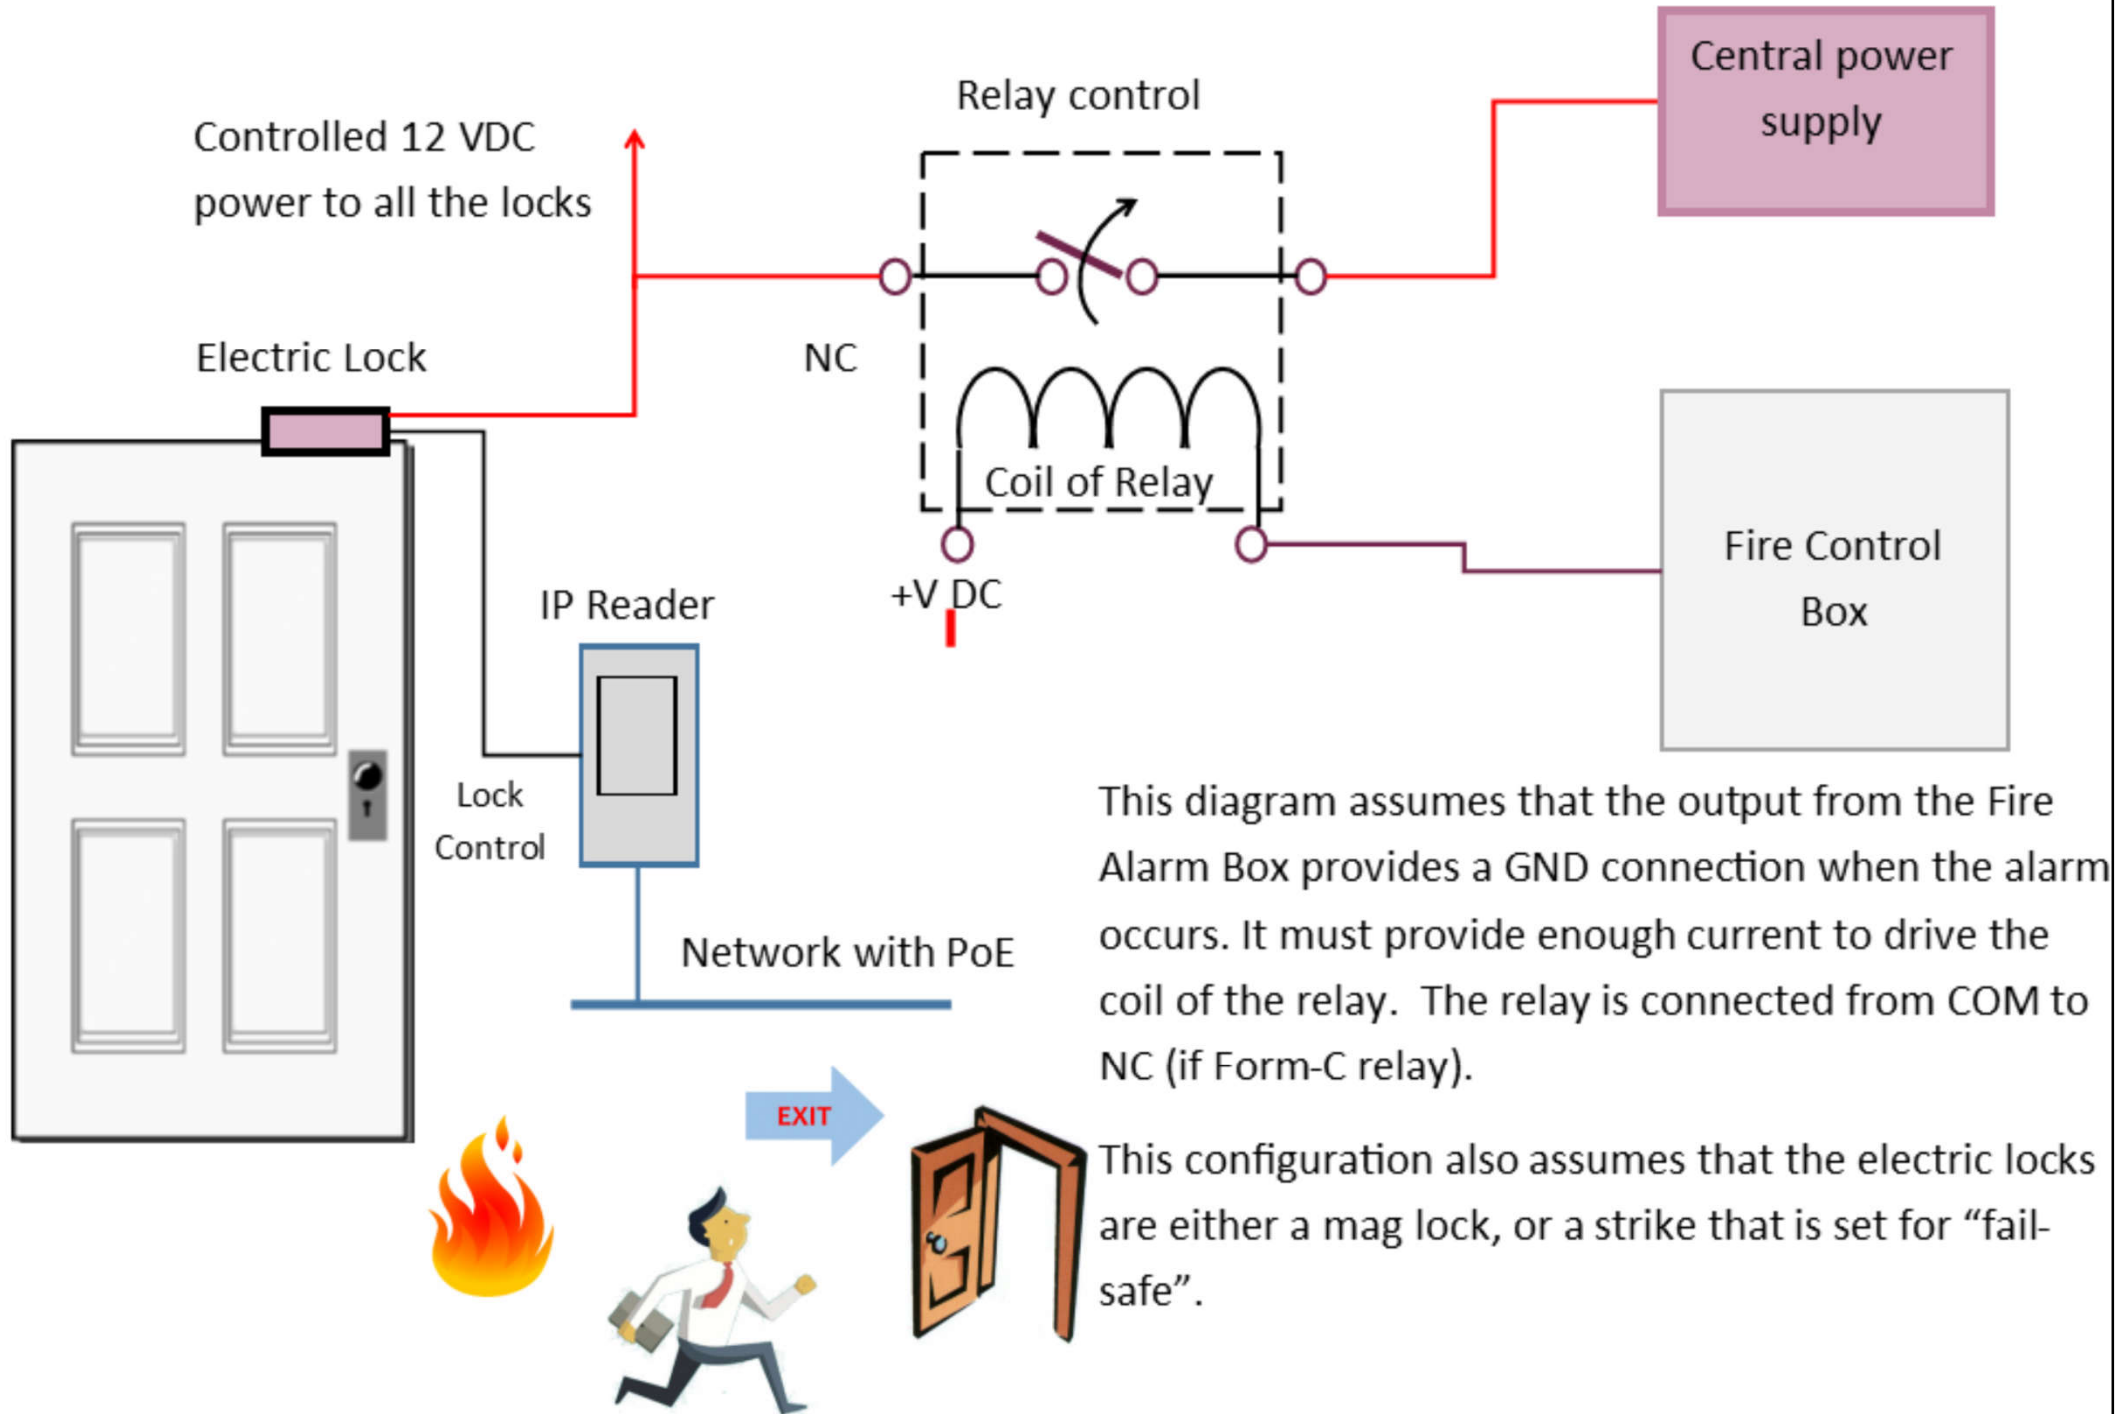 Central power
supply
Relay control
Controlled 12 VDC
power to all the locks
NC
Electric Lock
Coil of Relay
+V DC
Fire Control
Box
IP Reader
Lock
Control
Network with PoE
This diagram assumes that the output from the Fire
Alarm Box provides a GND connection when the alarm
occurs. It must provide enough current to drive the
coil of the relay.  The relay is connected from COM to
NC (if Form-C relay).
EXIT
This configuration also assumes that the electric locks
are either a mag lock, or a strike that is set for “fail-
safe”.